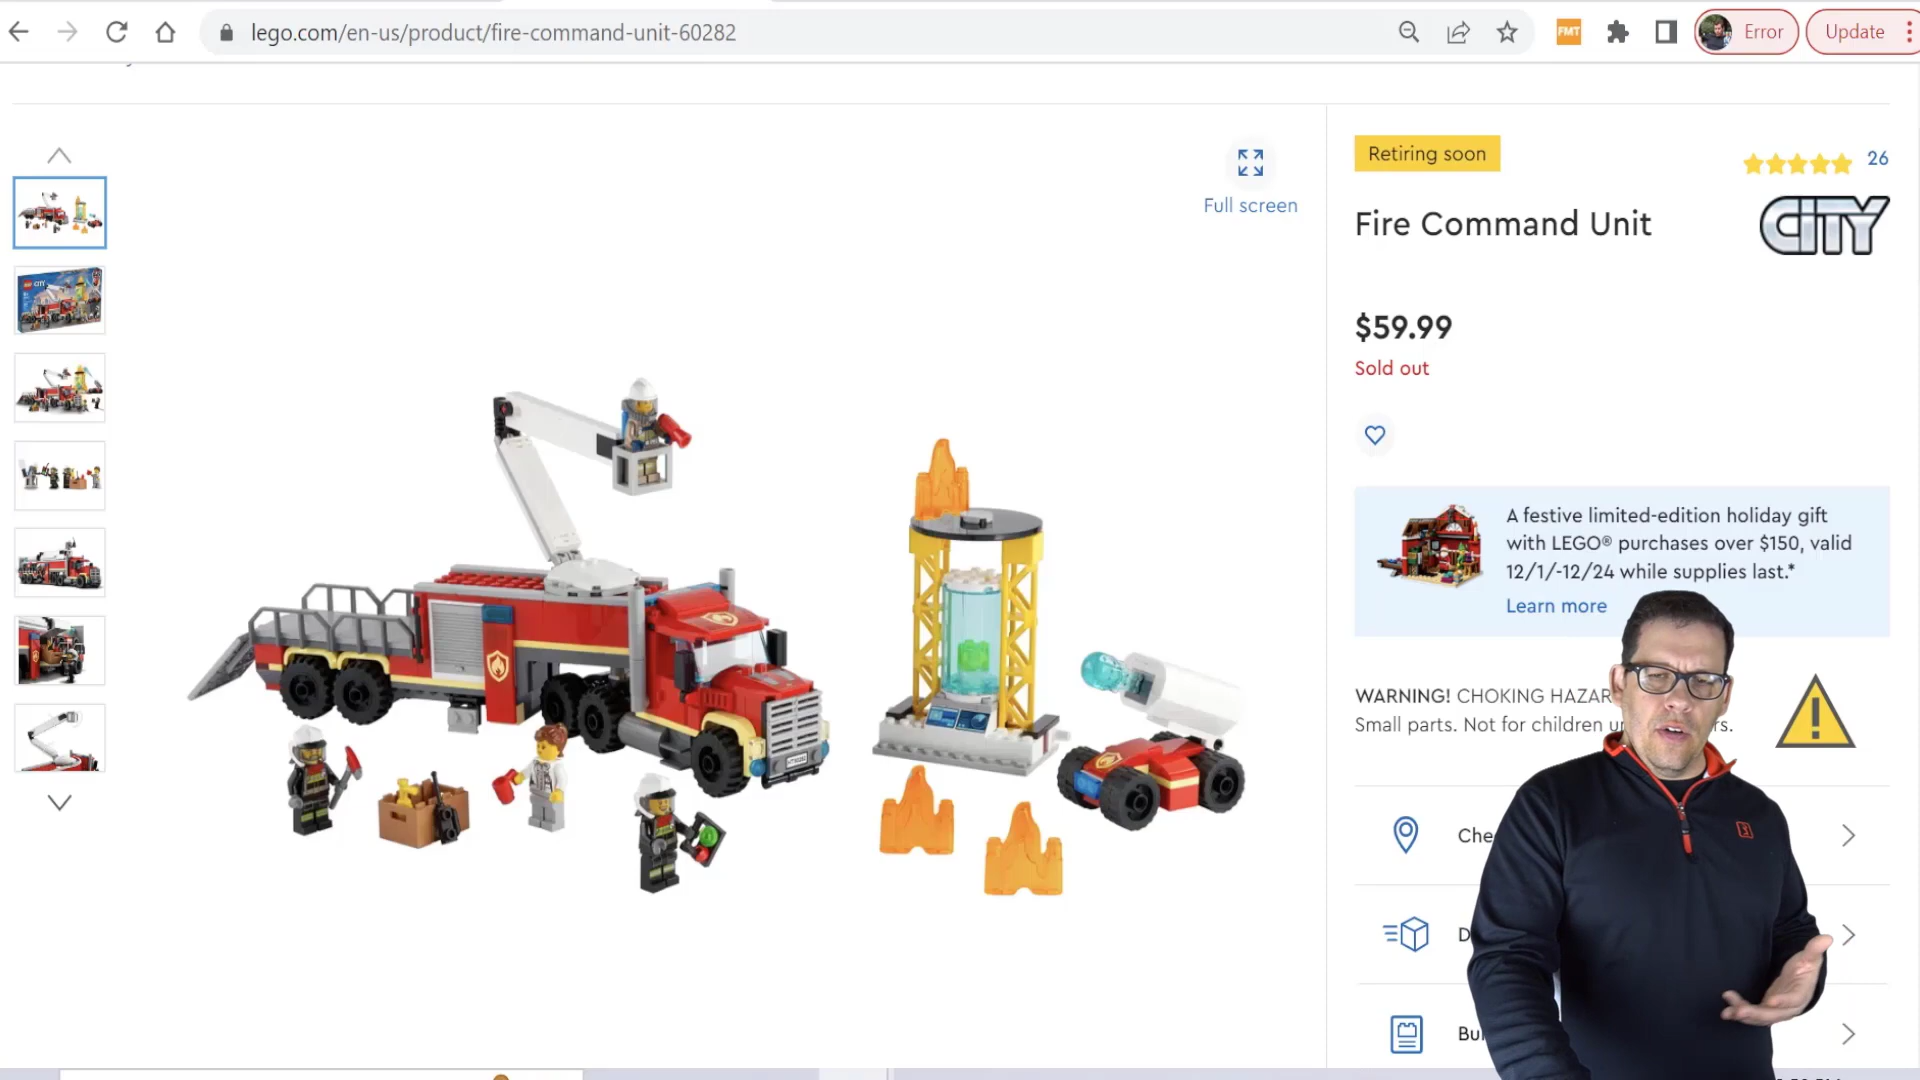 lego.com/en-us/product/fire-command-unit-60282
FMT
Error
Update
Full screen
Retiring soon
26
Fire Command Unit
CITY
$59.99
Sold out
A festive limited-edition holiday gift
with LEGO® purchases over $150, valid
12/1/-12/24 while supplies last.*
Learn more
WARNING! CHOKING HAZAR
Small parts. Not for children u rs.
Che
D
Bui